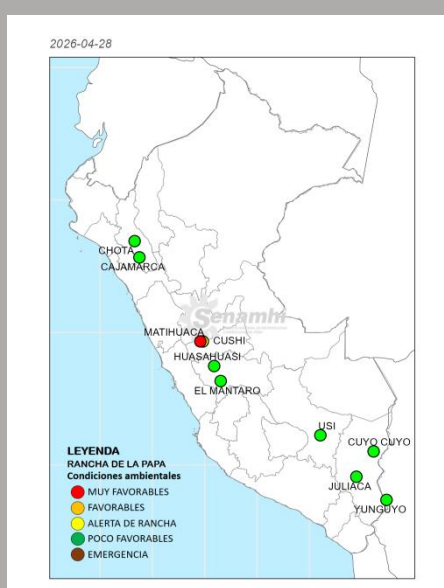 2026-04-28
CHOTA
CAJAMARCA
Senamhi
MATIHUACA
CUSHI
HUASAHUASI
EL MANTARO
USI
CUYO CUYO
JULIACA
YUNGUYO
LEYENDA
RANCHA DE LA PAPA
Condiciones ambientales
MUY FAVORABLES
FAVORABLES
ALERTA DE RANCHA
POCO FAVORABLES
EMERGENCIA